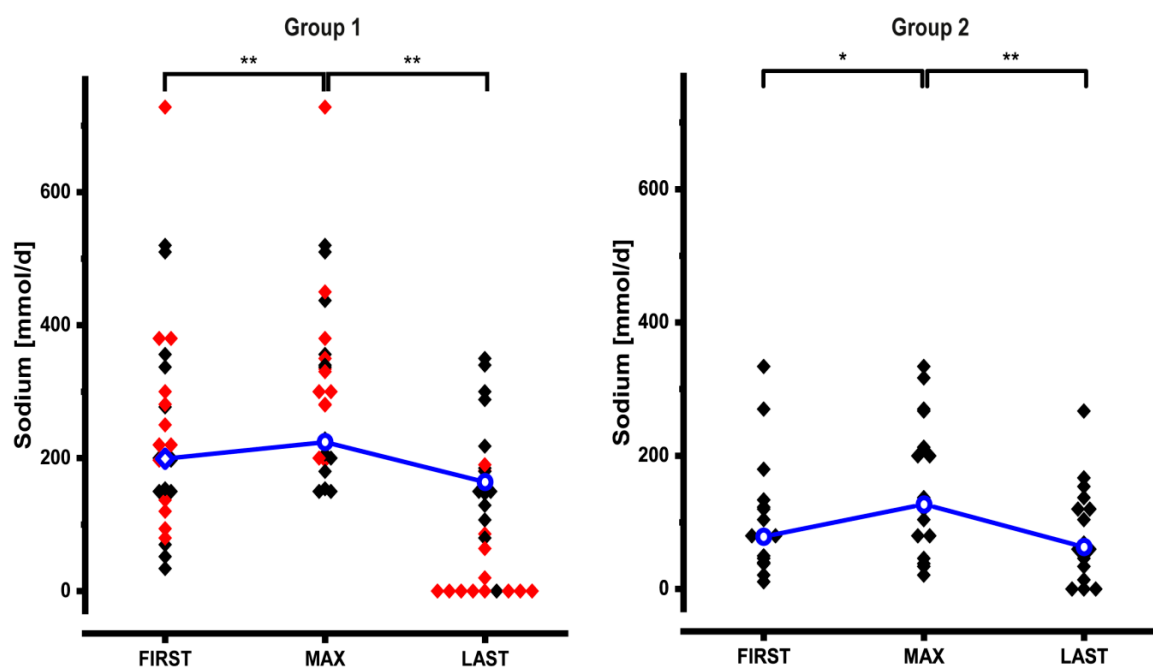 Group 1
** **
Sodium [mmol/d]
600
400
200
0
FIRST MAX LAST
Group 2
* **
Sodium [mmol/d]
600
400
200
0
FIRST MAX LAST